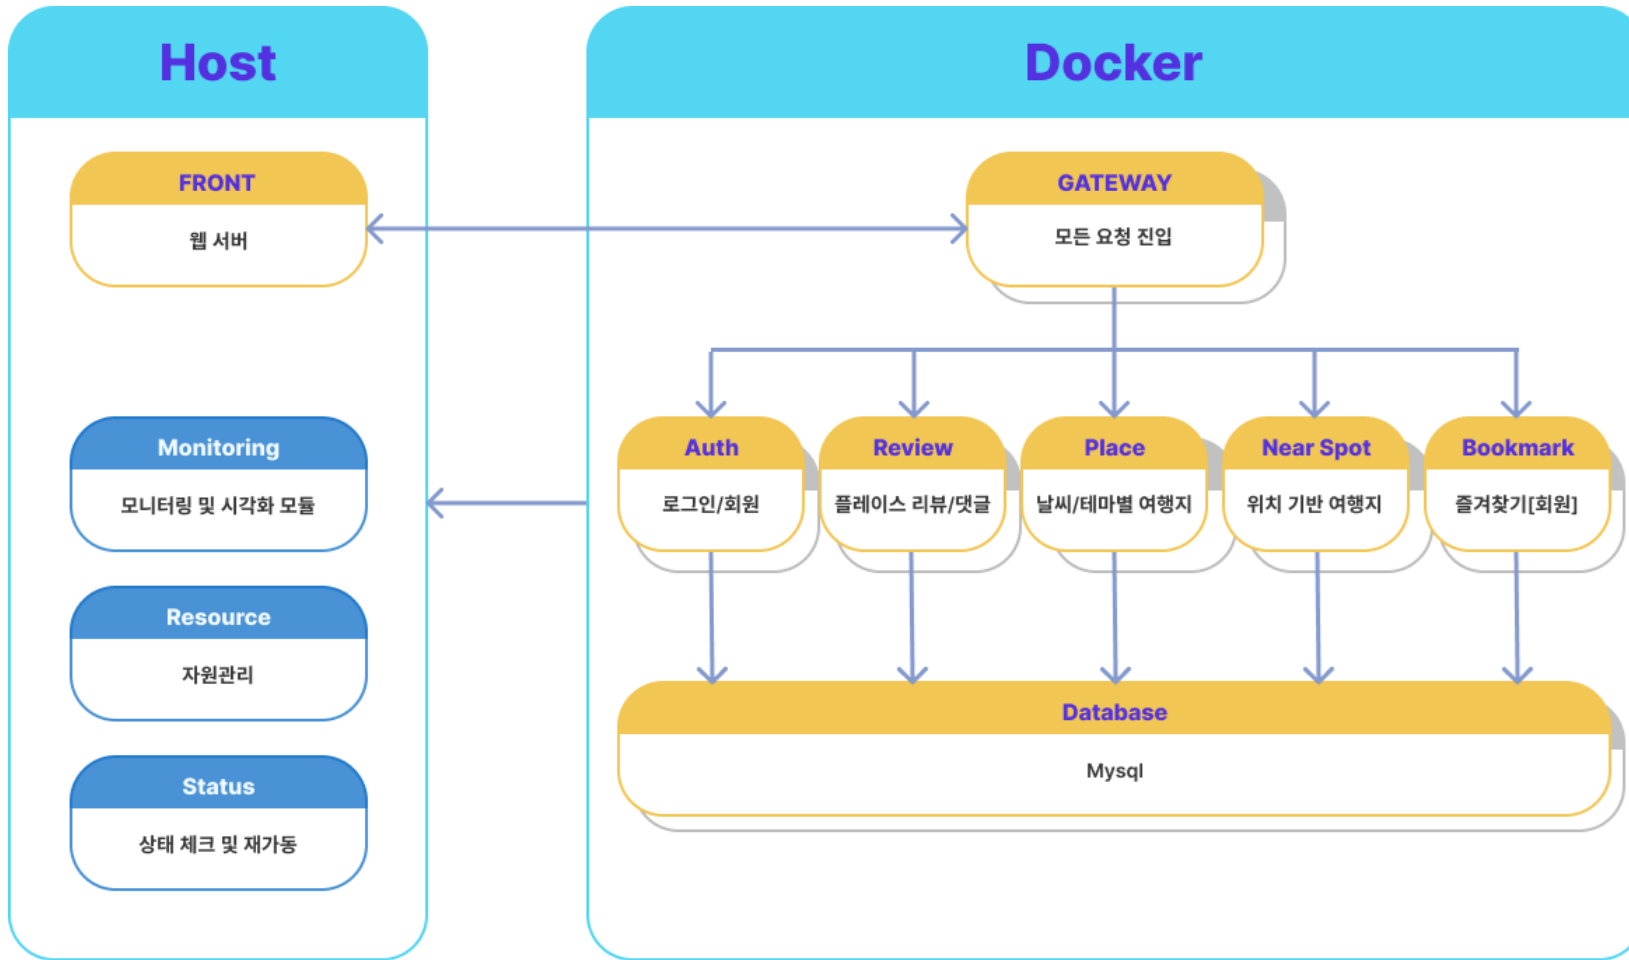 Host
Docker
FRONT
웹 서버
GATEWAY
모든 요청 진입
Monitoring
모니터링 및 시각화 모듈
Resource
자원관리
Status
상태 체크 및 재가동
Auth
로그인/회원
Review
플레이스 리뷰/댓글
Place
날씨/테마별 여행지
Near Spot
위치 기반 여행지
Bookmark
즐겨찾기[회원]
Database
Mysql